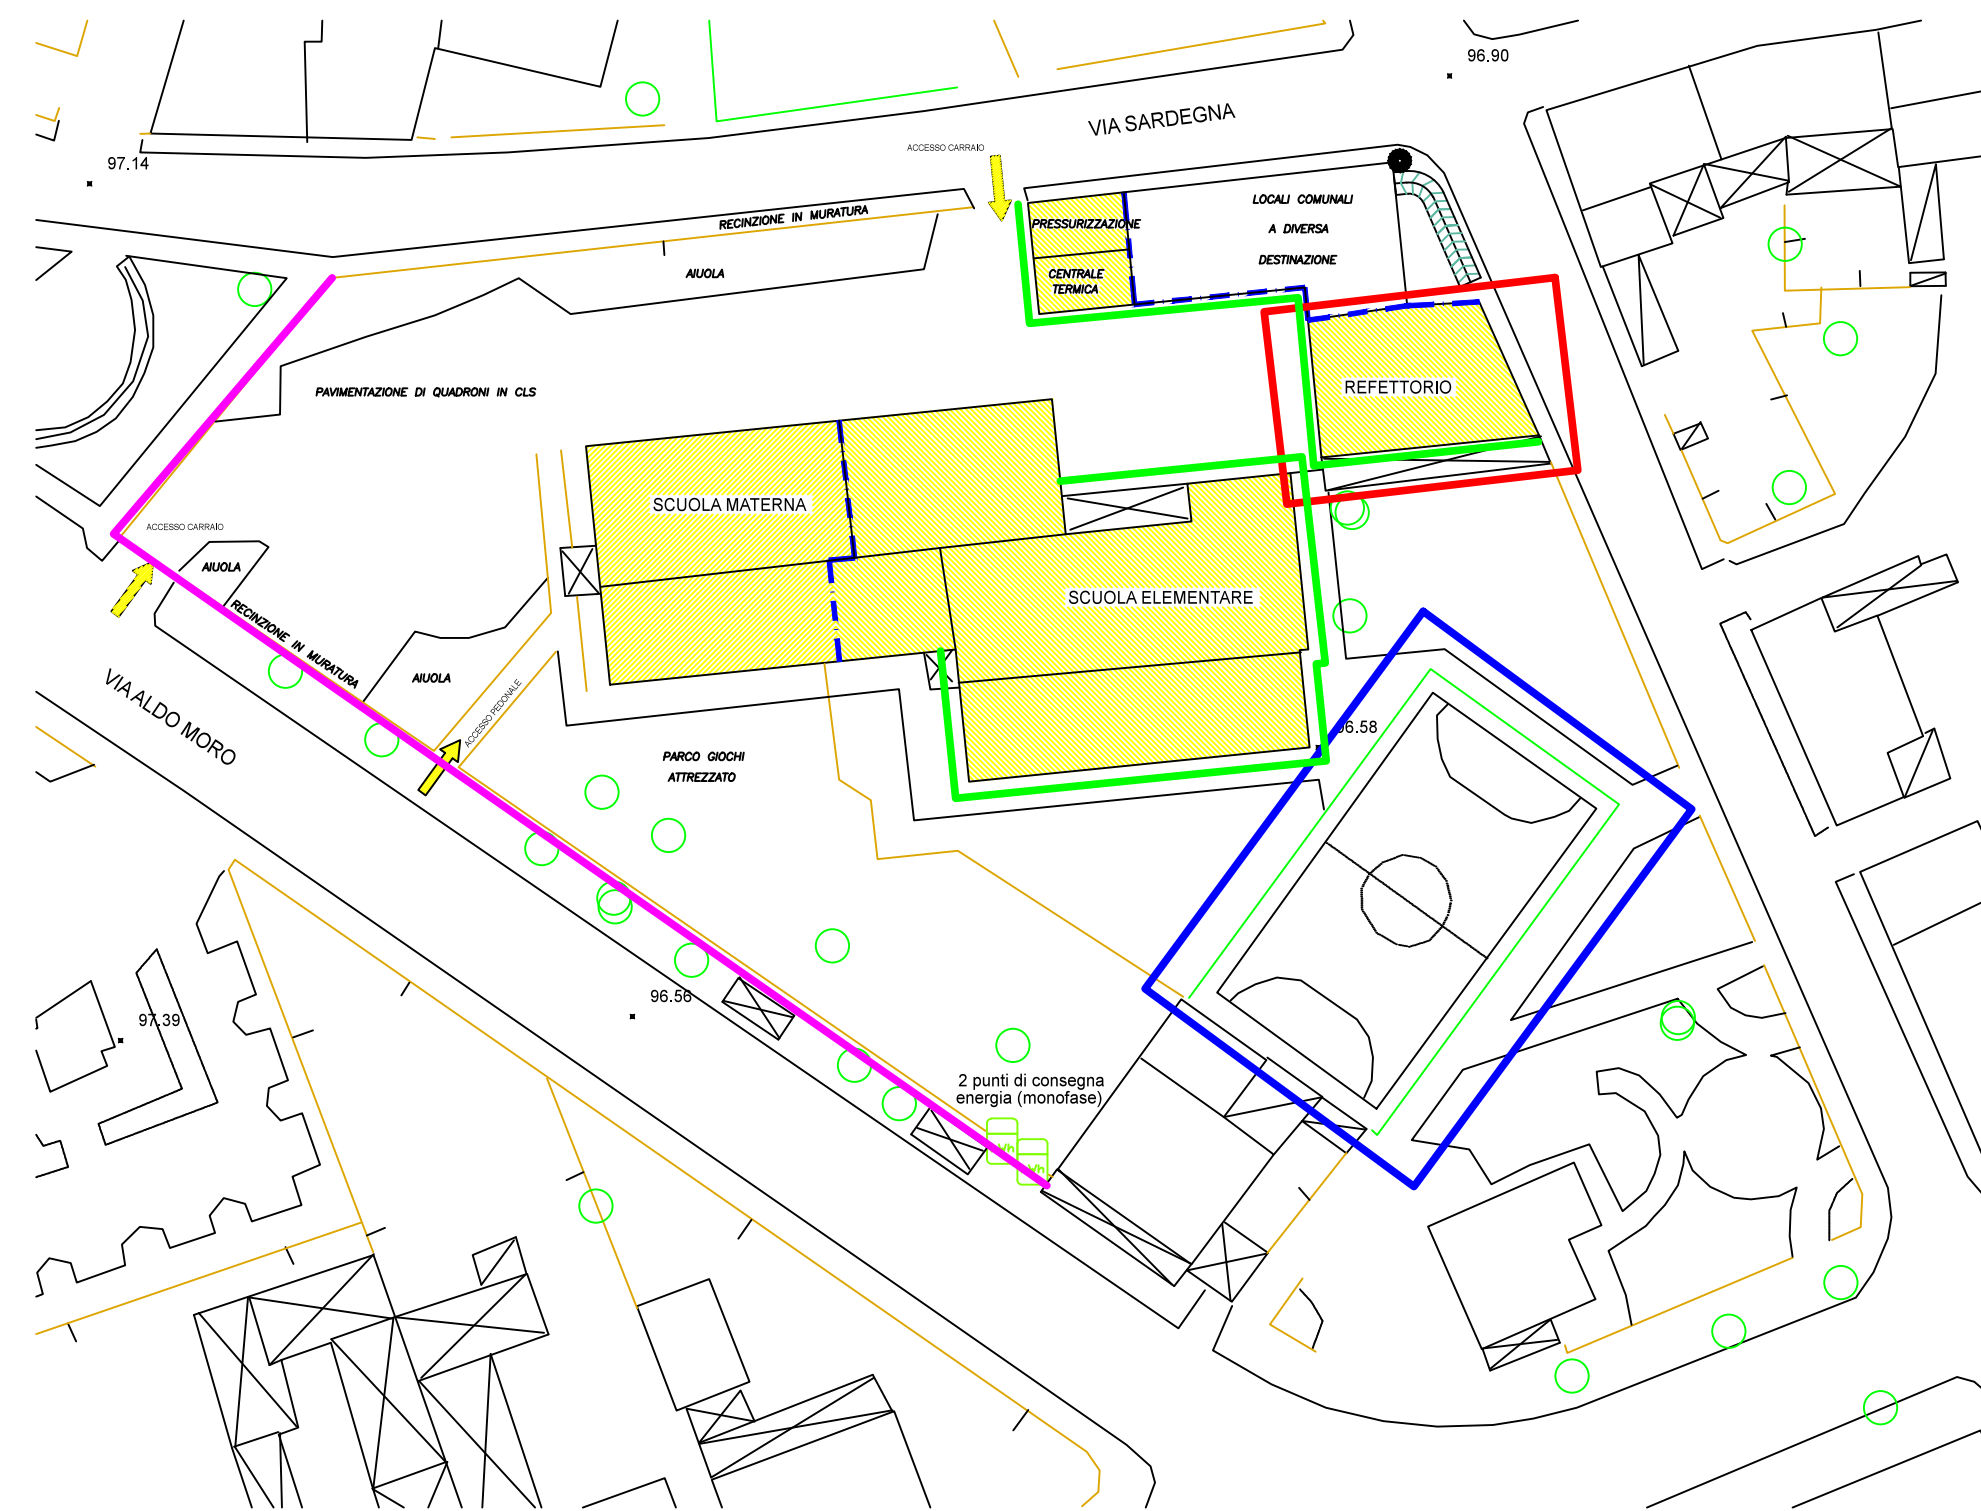 96.90
VIA SARDEGNA
ACCESSO CARRAIO
97.14
LOCALI COMUNALI
A DIVERSA
DESTINAZIONE
RECINZIONE IN MURATURA
PRESSURIZZAZIONE
CENTRALE
TERMICA
AIUOLA
PAVIMENTAZIONE DI QUADRONI IN CLS
REFETTORIO
SCUOLA MATERNA
ACCESSO CARRAIO
AIUOLA
SCUOLA ELEMENTARE
RECINZIONE IN MURATURA
AIUOLA
ACCESSO PEDONALE
VIA ALDO MORO
96.58
PARCO GIOCHI
ATTREZZATO
96.56
97.39
2 punti di consegna
energia (monofase)